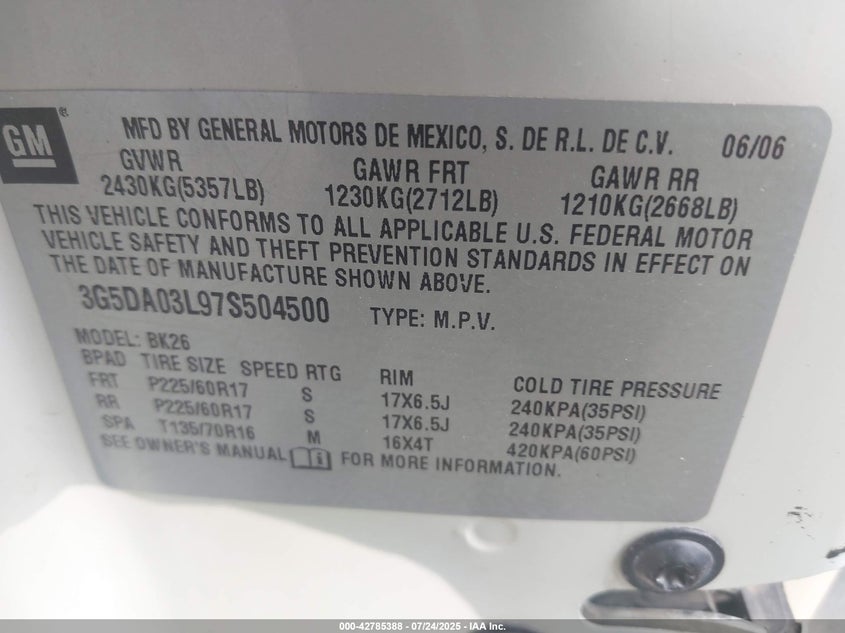 GM ®
MFD BY GENERAL MOTORS DE MEXICO, S. DE R.L. DE C.V. 06/06
GVWR GAWR FRT GAWR RR
2430KG(5357LB) 1230KG(2712LB) 1210KG(2668LB)
THIS VEHICLE CONFORMS TO ALL APPLICABLE U.S. FEDERAL MOTOR
VEHICLE SAFETY AND THEFT PREVENTION STANDARDS IN EFFECT ON
THE DATE OF MANUFACTURE SHOWN ABOVE.
3G5DA03L97S504500 TYPE: M.P.V.
MODEL: BK26
BPAD TIRE SIZE SPEED RTG RIM COLD TIRE PRESSURE
FRT P225/60R17 S 17X6.5J 240KPA(35PSI)
RR P225/60R17 S 17X6.5J 240KPA(35PSI)
SPA T135/70R16 M 16X4T 420KPA(60PSI)
SEE OWNER'S MANUAL FOR MORE INFORMATION.
000-42785388 - 07/24/2025 - IAA Inc.